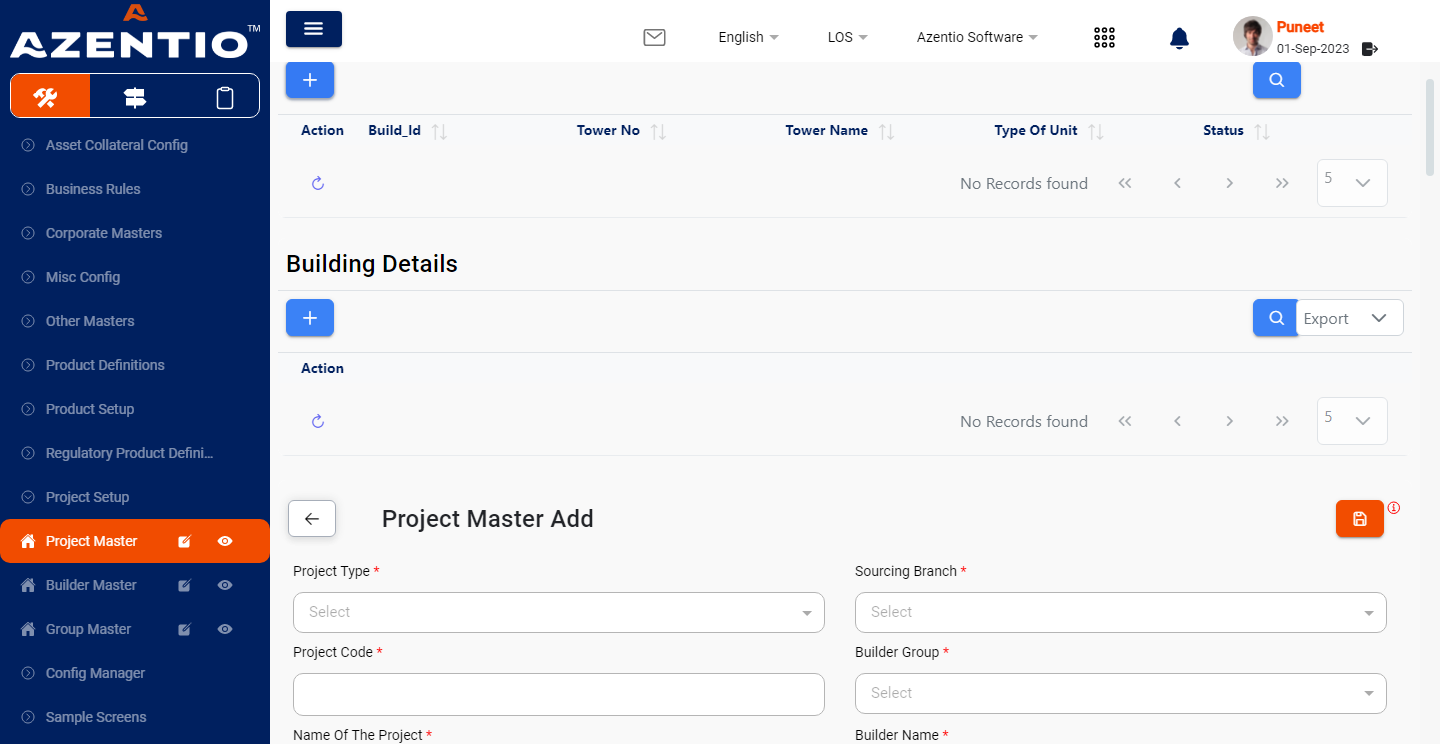 AZENTIO™
Asset Collateral Config
Business Rules
Corporate Masters
Misc Config
Other Masters
Product Definitions
Product Setup
Regulatory Product Defini...
Project Setup
Project Master
Builder Master
Group Master
Config Manager
Sample Screens
English LOS Azentio Software Puneet
01-Sep-2023
Action Build_Id Tower No Tower Name Type Of Unit Status
No Records found 5
Building Details
Export
Action
No Records found 5
Project Master Add
Project Type * Sourcing Branch *
Select Select
Project Code * Builder Group *
Select
Name Of The Project * Builder Name *